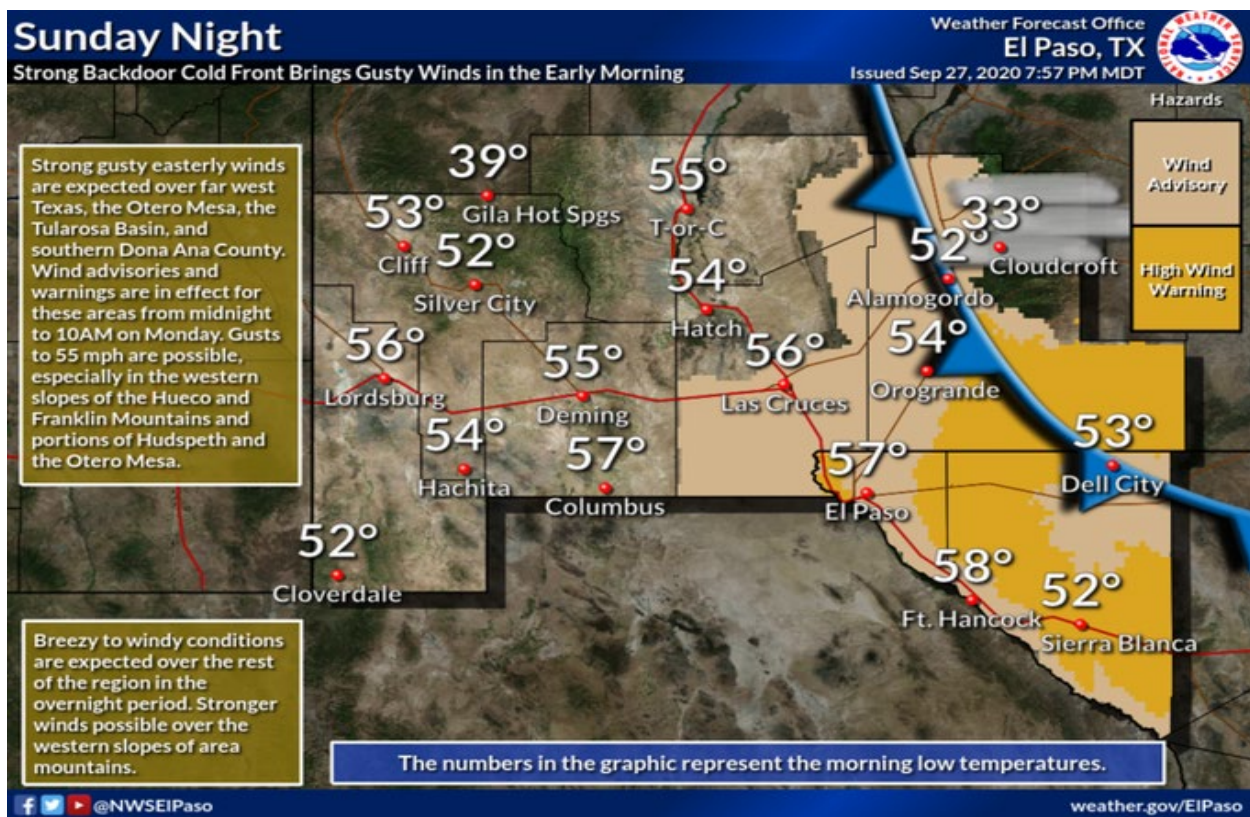 Sunday Night
Strong Backdoor Cold Front Brings Gusty Winds in the Early Morning
Weather Forecast Office
El Paso, TX
Issued Sep 27, 2020 7:57 PM MDT
NATIONAL WEATHER SERVICE
Hazards
Wind
Advisory
High Wind
Warning
Strong gusty easterly winds
are expected over far west
Texas, the Otero Mesa, the
Tularosa Basin, and
southern Dona Ana County.
Wind advisories and
warnings are in effect for
these areas from midnight
to 10AM on Monday. Gusts
to 55 mph are possible,
especially in the western
slopes of the Hueco and
Franklin Mountains and
portions of Hudspeth and
the Otero Mesa.
39°
Gila Hot Spgs
53°
Cliff
52°
Silver City
55°
T-or-C
54°
Hatch
33°
Cloudcroft
52°
Alamogordo
54°
Orogrande
56°
Lordsburg
55°
Deming
56°
Las Cruces
54°
Hachita
57°
Columbus
57°
El Paso
53°
Dell City
52°
Cloverdale
58°
Ft. Hancock
52°
Sierra Blanca
Breezy to windy conditions
are expected over the rest
of the region in the
overnight period. Stronger
winds possible over the
western slopes of area
mountains.
The numbers in the graphic represent the morning low temperatures.
@NWSElPaso
weather.gov/ElPaso